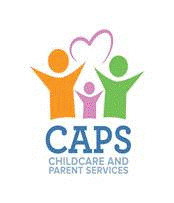 CAPS
CHILDCARE AND
PARENT SERVICES